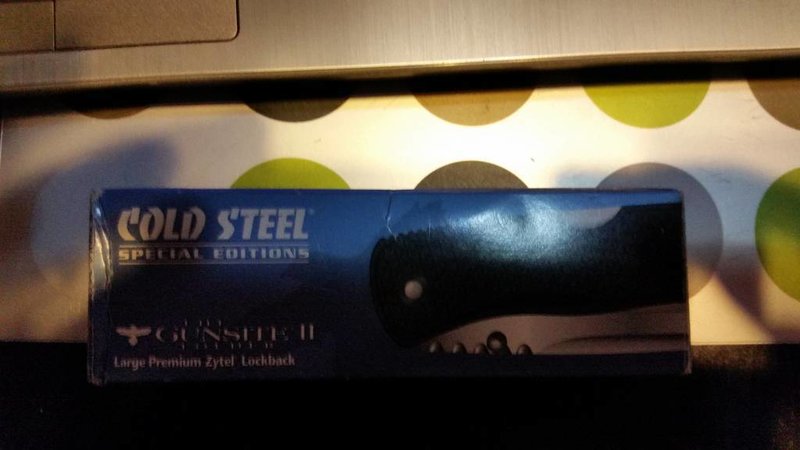 COLD STEEL®
SPECIAL EDITIONS
GUNSITE II
Large Premium Zytel® Lockback